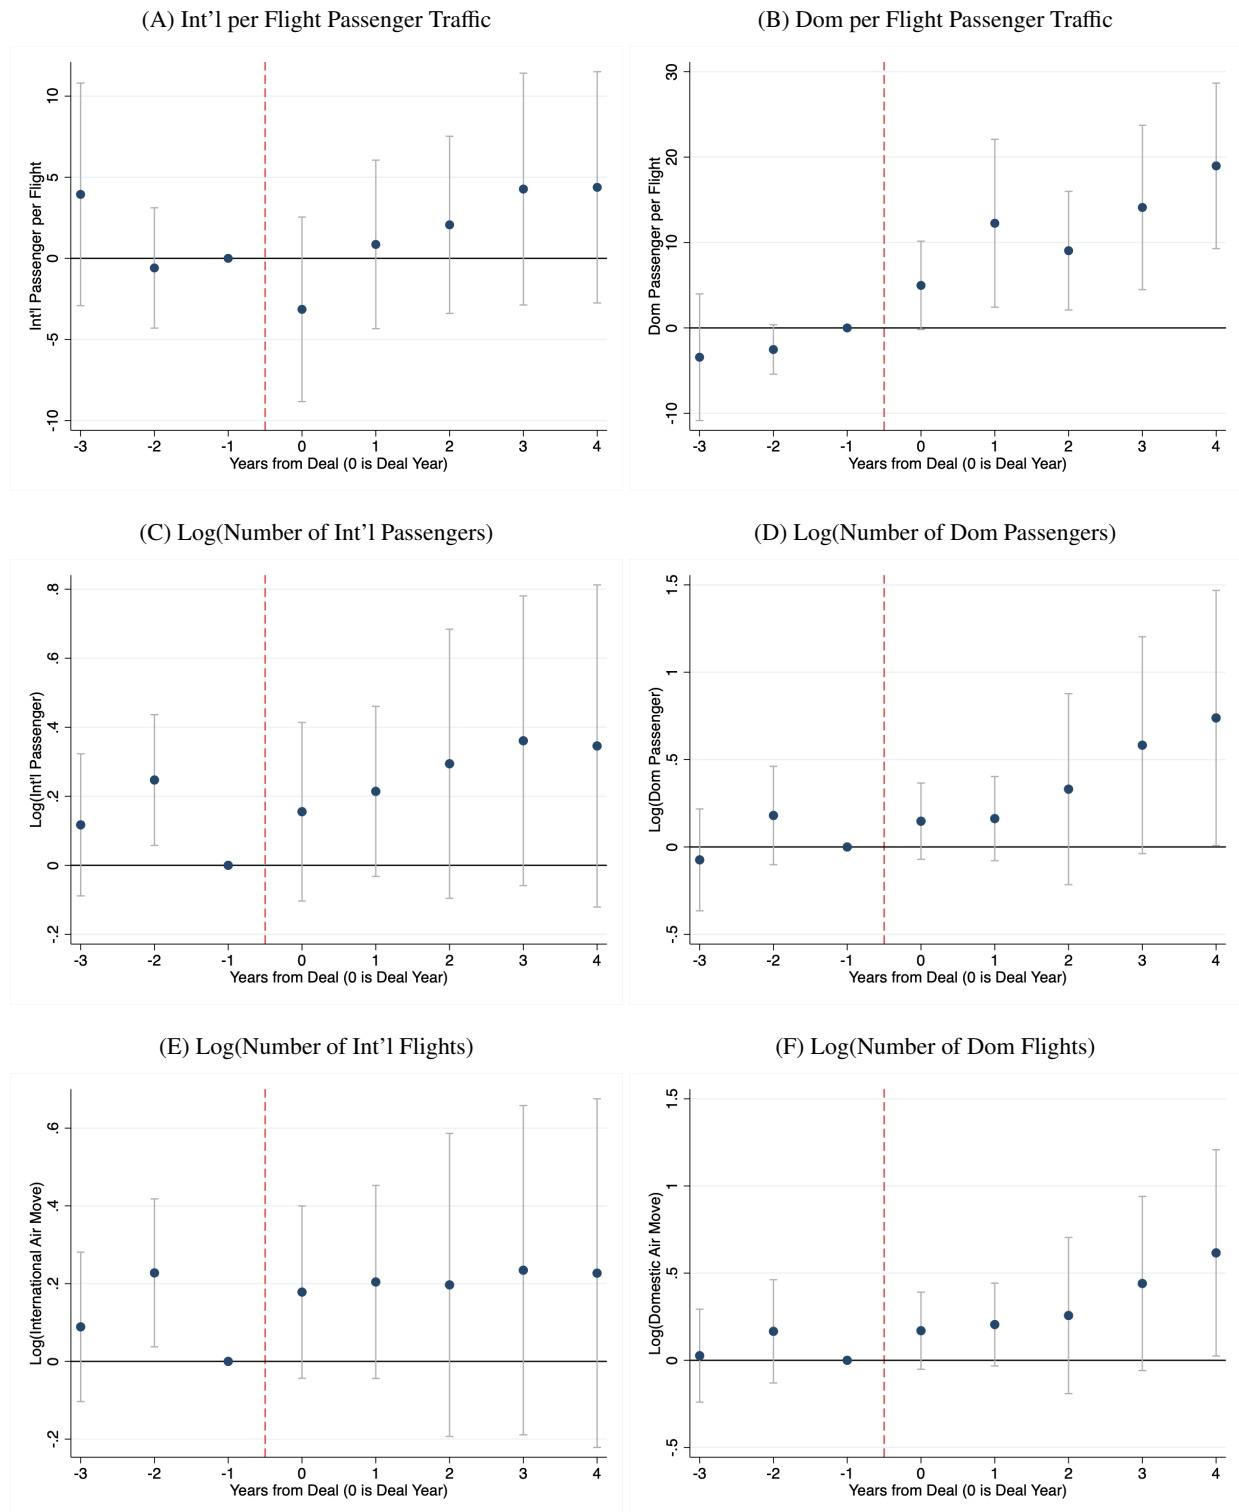 (A) Int’l per Flight Passenger Traffic
Int'l Passenger per Flight
10
5
0
-5
-10
-3 -2 -1 0 1 2 3 4
Years from Deal (0 is Deal Year)
(B) Dom per Flight Passenger Traffic
Dom Passenger per Flight
30
20
10
0
-10
-3 -2 -1 0 1 2 3 4
Years from Deal (0 is Deal Year)
(C) Log(Number of Int’l Passengers)
Log(Int'l Passenger)
.8
.6
.4
.2
0
-.2
-3 -2 -1 0 1 2 3 4
Years from Deal (0 is Deal Year)
(D) Log(Number of Dom Passengers)
Log(Dom Passenger)
1.5
1
.5
0
-.5
-3 -2 -1 0 1 2 3 4
Years from Deal (0 is Deal Year)
(E) Log(Number of Int’l Flights)
Log(International Air Move)
.6
.4
.2
0
-.2
-3 -2 -1 0 1 2 3 4
Years from Deal (0 is Deal Year)
(F) Log(Number of Dom Flights)
Log(Domestic Air Move)
1.5
1
.5
0
-.5
-3 -2 -1 0 1 2 3 4
Years from Deal (0 is Deal Year)